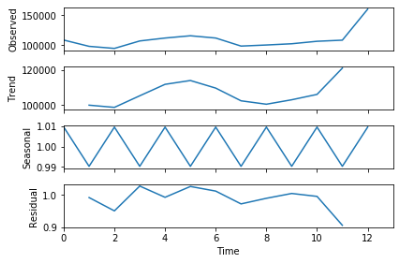 Observed
150000
100000
Trend
120000
100000
Seasonal
1.01
1.00
0.99
Residual
1.0
0.9
0 2 4 6 8 10 12
Time